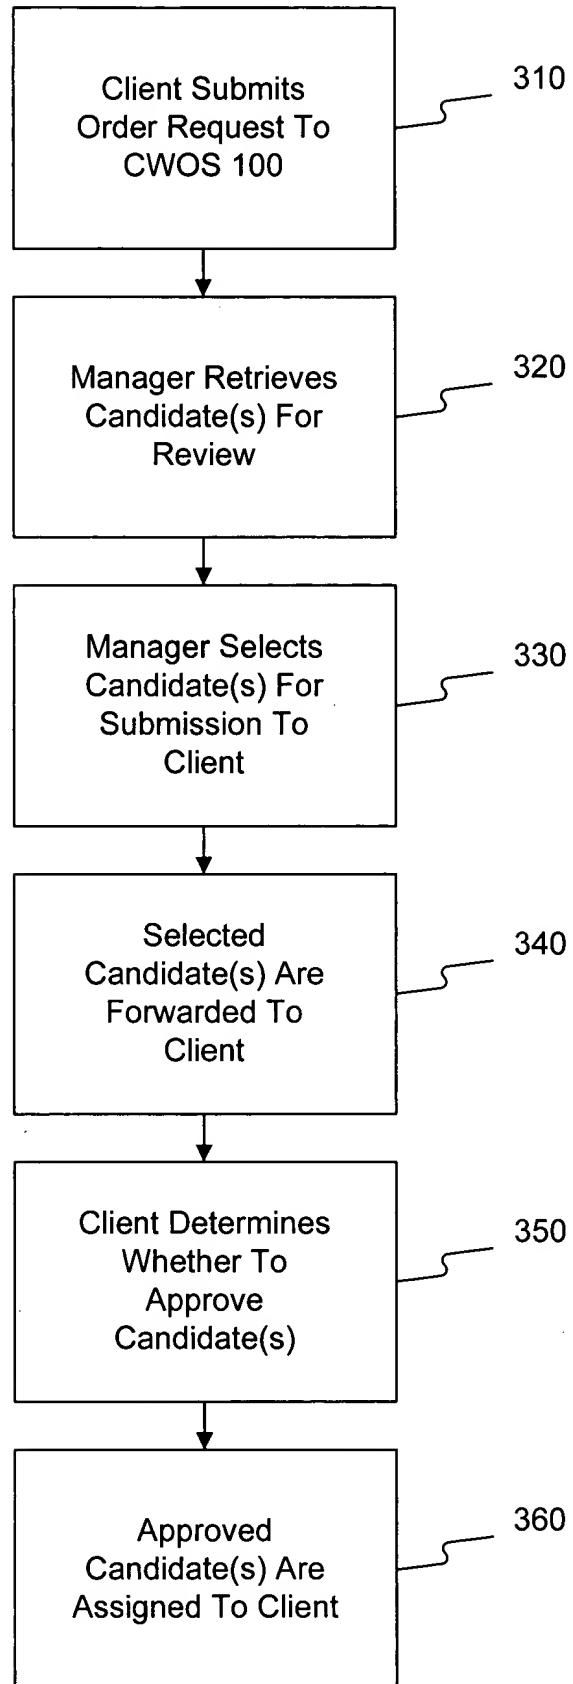 Client Submits
Order Request To
CWOS 100
310
Manager Retrieves
Candidate(s) For
Review
320
Manager Selects
Candidate(s) For
Submission To
Client
330
Selected
Candidate(s) Are
Forwarded To
Client
340
Client Determines
Whether To
Approve
Candidate(s)
350
Approved
Candidate(s) Are
Assigned To Client
360